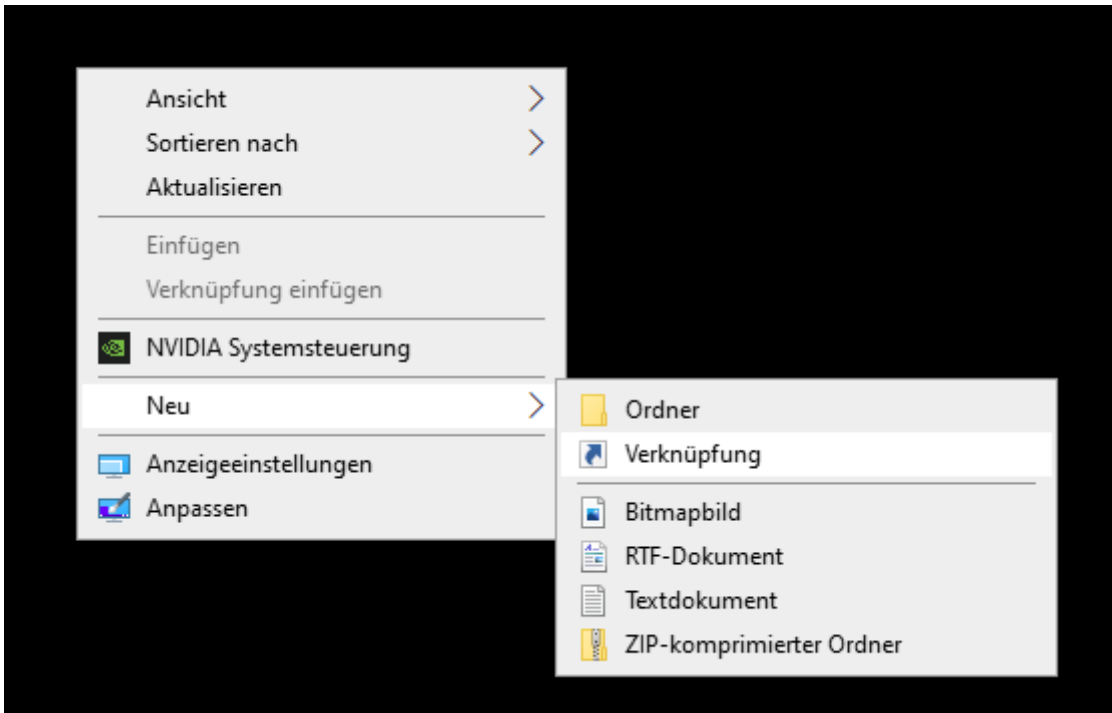 Ansicht
Sortieren nach
Aktualisieren
Einfügen
Verknüpfung einfügen
NVIDIA Systemsteuerung
Neu
Anzeigeeinstellungen
Anpassen
Ordner
Verknüpfung
Bitmapbild
RTF-Dokument
Textdokument
ZIP-komprimierter Ordner